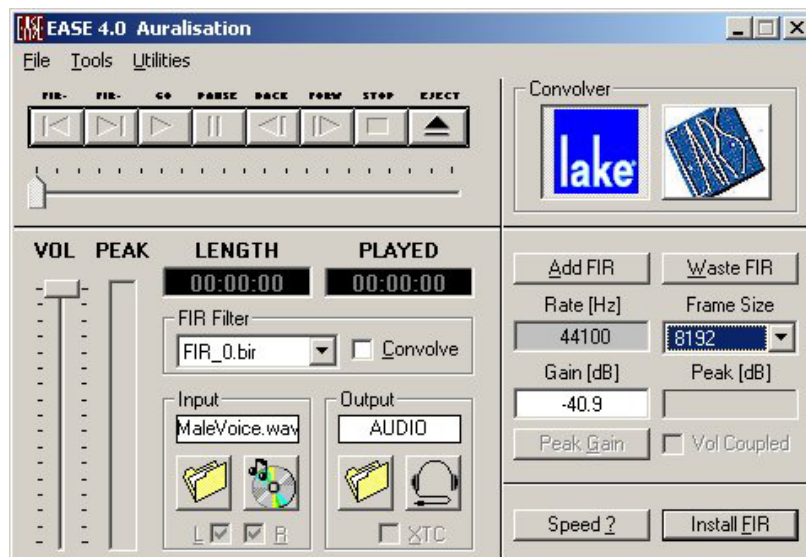 EASE 4.0 Auralisation
File Tools Utilities
FIR- FIR- GO PAUSE BACK FORW STOP EJECT
Convolver
lake
EARS
VOL PEAK LENGTH PLAYED
00:00:00 00:00:00
FIR Filter
FIR_0.bir Convolve
Input Output
MaleVoice.wav AUDIO
L R XTC
Add FIR Waste FIR
Rate [Hz] Frame Size
44100 8192
Gain [dB] Peak [dB]
-40.9
Peak Gain Vol Coupled
Speed ? Install FIR